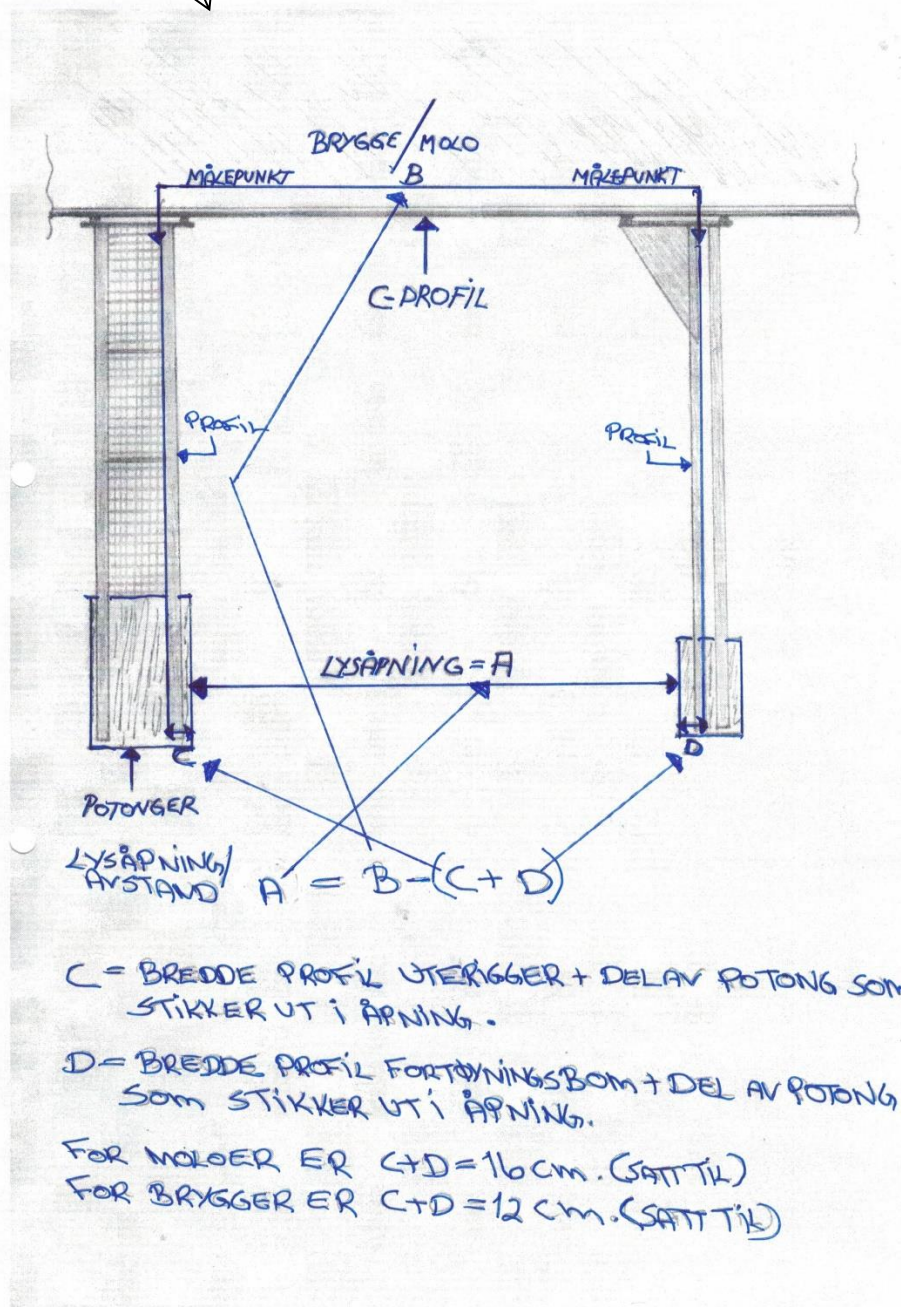 BRYGGE/MOLO
MÅLEPUNKT
B
MÅLEPUNKT
C-PROFIL
PROFIL
PROFIL
LYSÅPNING = A
C
D
POTONGER
LYSÅPNING/
AVSTAND
A = B-(C+D)
C = BREDDE PROFIL UTERIGGER + DEL AV POTONG SOM
STIKKER UT I ÅPNING.
D = BREDDE PROFIL FORTØYNINGSBOM + DEL AV POTONG
SOM STIKKER UT I ÅPNING.
FOR MOLOER ER C+D=16 cm. (SATT TIL)
FOR BRYGGER ER C+D=12 cm. (SATT TIL)